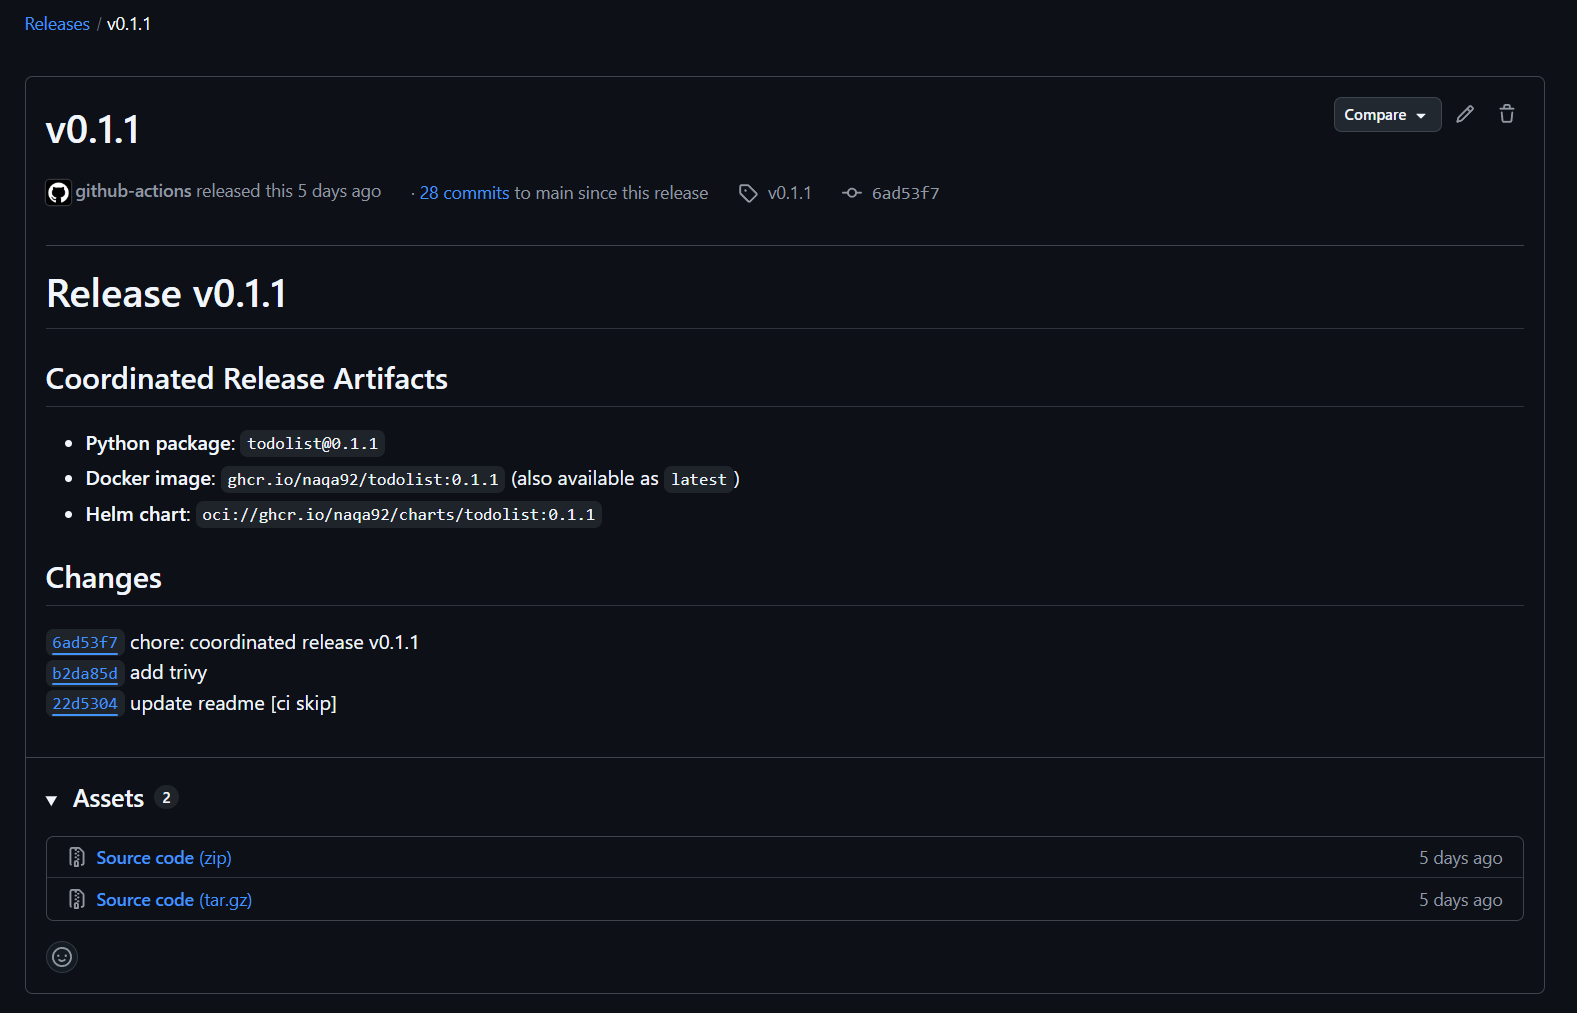 Releases / v0.1.1
v0.1.1
Compare
github-actions released this 5 days ago · 28 commits to main since this release v0.1.1 6ad53f7
Release v0.1.1
Coordinated Release Artifacts
• Python package: todolist@0.1.1
• Docker image: ghcr.io/naqa92/todolist:0.1.1 (also available as latest)
• Helm chart: oci://ghcr.io/naqa92/charts/todolist:0.1.1
Changes
6ad53f7 chore: coordinated release v0.1.1
b2da85d add trivy
22d5304 update readme [ci skip]
Assets 2
Source code (zip) 5 days ago
Source code (tar.gz) 5 days ago